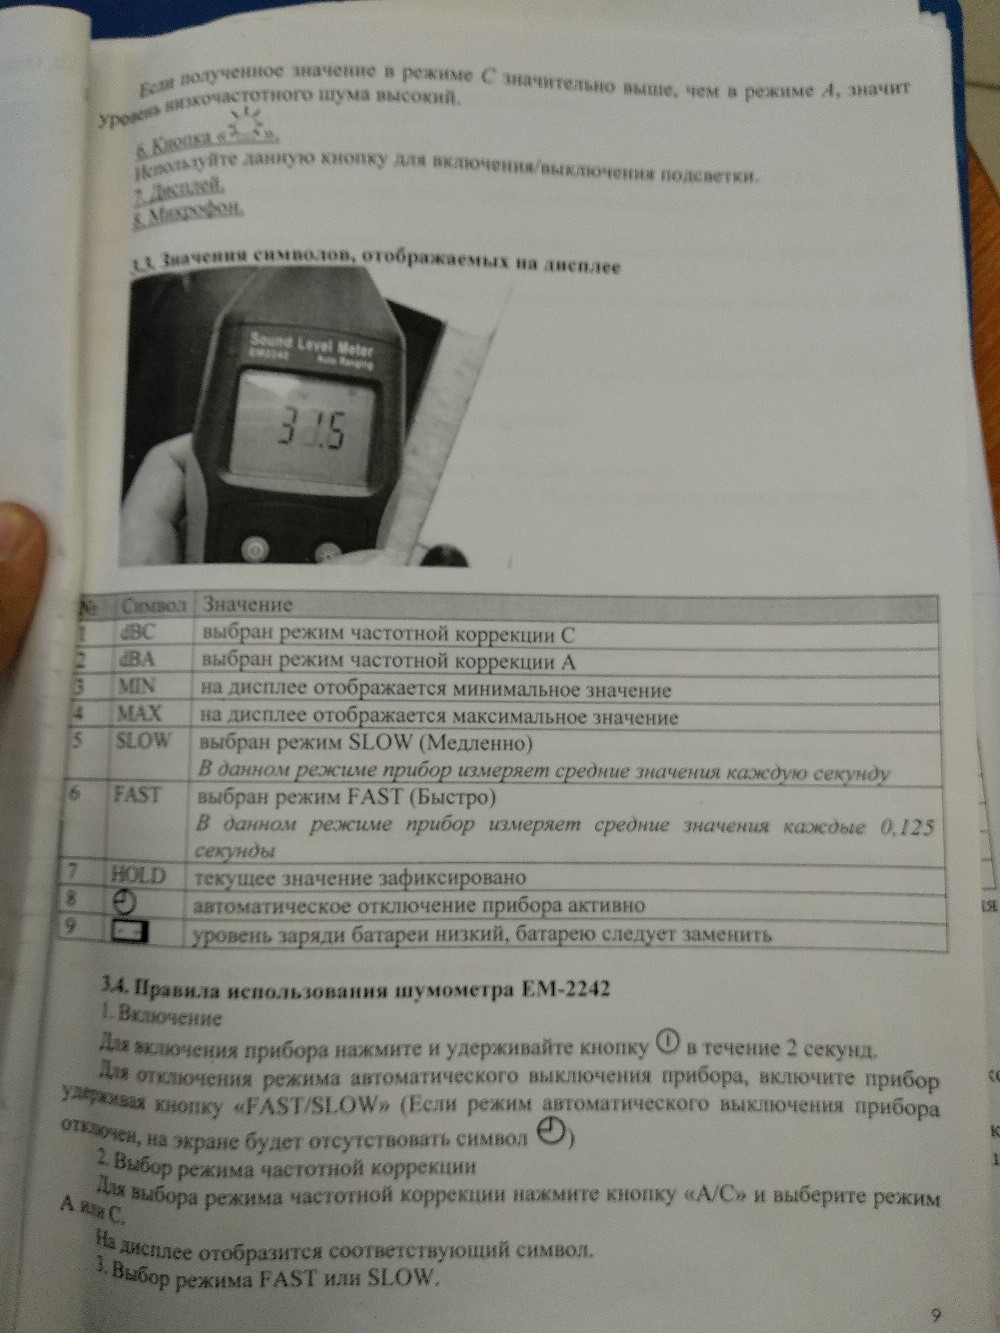 Если полученное значение в режиме С значительно выше, чем в режиме А, значит
уровень низкочастотного шума высокий.
6. Кнопка « ».
Используйте данную кнопку для включения/выключения подсветки.
7. Дисплей.
8. Микрофон.
3.3. Значения символов, отображаемых на дисплее
Sound Level Meter
EM2242 Auto Ranging
31.5
№ Символ Значение
1 dBC выбран режим частотной коррекции С
2 dBA выбран режим частотной коррекции А
3 MIN на дисплее отображается минимальное значение
4 MAX на дисплее отображается максимальное значение
5 SLOW выбран режим SLOW (Медленно)
В данном режиме прибор измеряет средние значения каждую секунду
6 FAST выбран режим FAST (Быстро)
В данном режиме прибор измеряет средние значения каждые 0,125
секунды
7 HOLD текущее значение зафиксировано
8 автоматическое отключение прибора активно
9 уровень заряди батареи низкий, батарею следует заменить
3.4. Правила использования шумометра ЕМ-2242
1. Включение
Для включения прибора нажмите и удерживайте кнопку в течение 2 секунд.
Для отключения режима автоматического выключения прибора, включите прибор
удерживая кнопку «FAST/SLOW» (Если режим автоматического выключения прибора
отключен, на экране будет отсутствовать символ )
2. Выбор режима частотной коррекции
Для выбора режима частотной коррекции нажмите кнопку «А/С» и выберите режим
А или С.
На дисплее отобразится соответствующий символ.
3. Выбор режима FAST или SLOW.
9